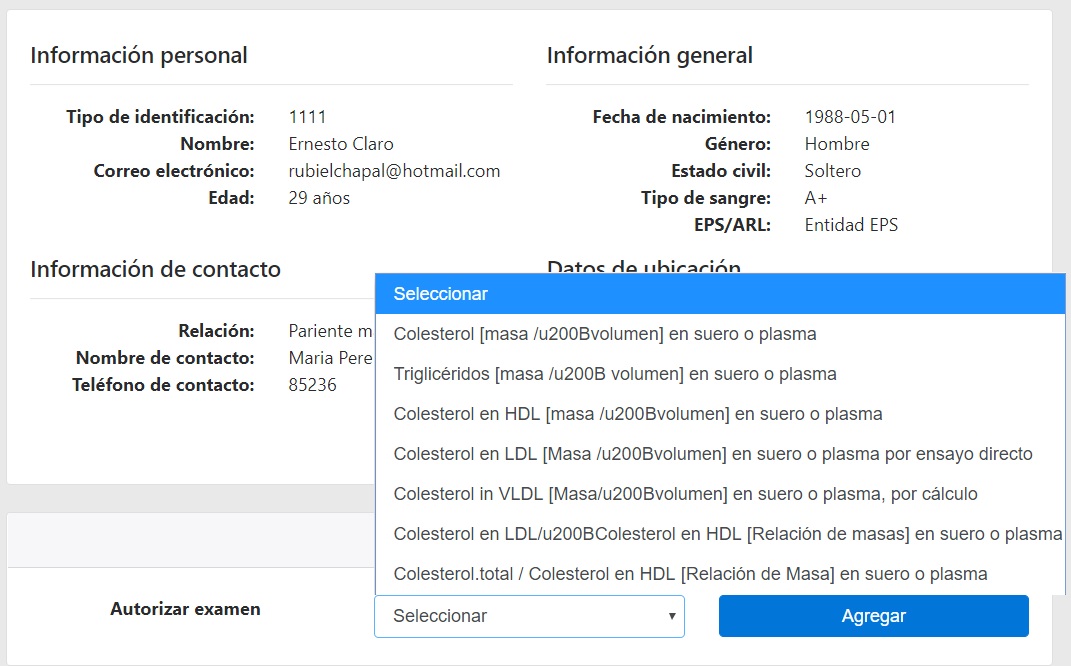 Información personal
Tipo de identificación: 1111
Nombre: Ernesto Claro
Correo electrónico: rubielchapal@hotmail.com
Edad: 29 años
Información general
Fecha de nacimiento: 1988-05-01
Género: Hombre
Estado civil: Soltero
Tipo de sangre: A+
EPS/ARL: Entidad EPS
Información de contacto
Relación: Pariente
Nombre de contacto: Maria Pere
Teléfono de contacto: 85236
Datos de ubicación
Seleccionar
Colesterol [masa /u200Bvolumen] en suero o plasma
Triglicéridos [masa /u200B volumen] en suero o plasma
Colesterol en HDL [masa /u200Bvolumen] en suero o plasma
Colesterol en LDL [Masa /u200Bvolumen] en suero o plasma por ensayo directo
Colesterol in VLDL [Masa/u200Bvolumen] en suero o plasma, por cálculo
Colesterol en LDL/u200BColesterol en HDL [Relación de masas] en suero o plasma
Colesterol.total / Colesterol en HDL [Relación de Masa] en suero o plasma
Autorizar examen
Seleccionar
Agregar